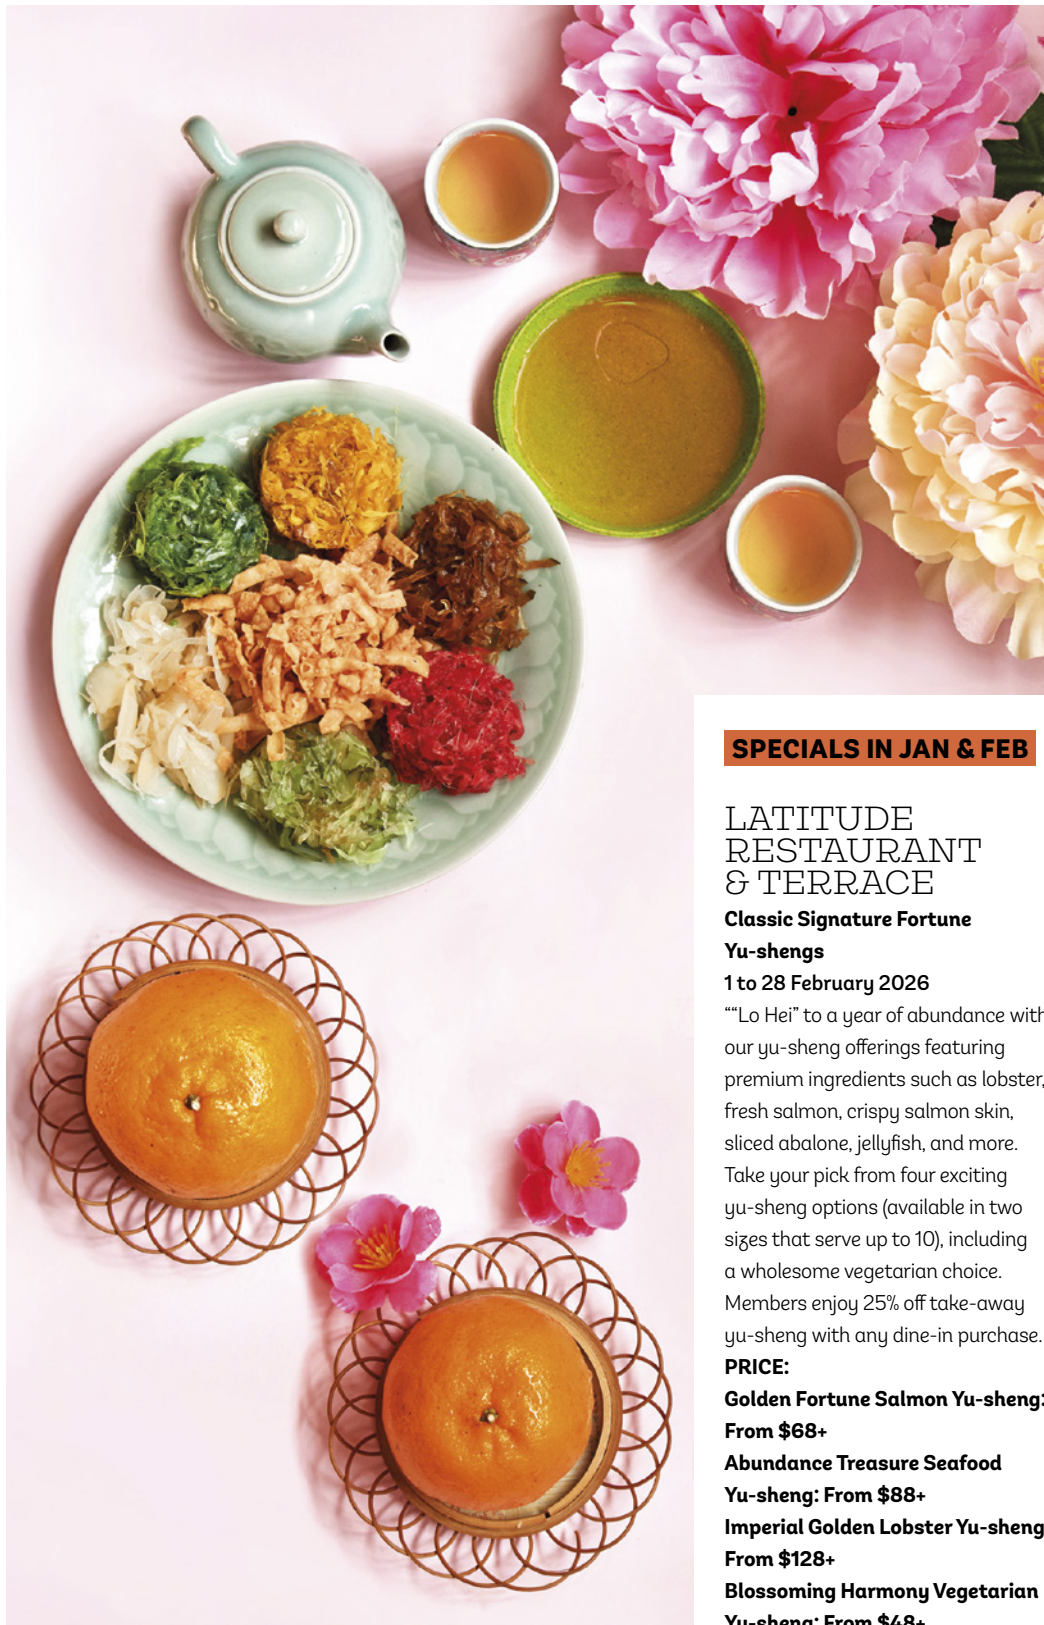 SPECIALS IN JAN & FEB
LATITUDE
RESTAURANT
& TERRACE
Classic Signature Fortune
Yu-shengs
1 to 28 February 2026
““Lo Hei” to a year of abundance with
our yu-sheng offerings featuring
premium ingredients such as lobster,
fresh salmon, crispy salmon skin,
sliced abalone, jellyfish, and more.
Take your pick from four exciting
yu-sheng options (available in two
sizes that serve up to 10), including
a wholesome vegetarian choice.
Members enjoy 25% off take-away
yu-sheng with any dine-in purchase.
PRICE:
Golden Fortune Salmon Yu-sheng:
From $68+
Abundance Treasure Seafood
Yu-sheng: From $88+
Imperial Golden Lobster Yu-sheng
From $128+
Blossoming Harmony Vegetarian
Yu-sheng: From $48+